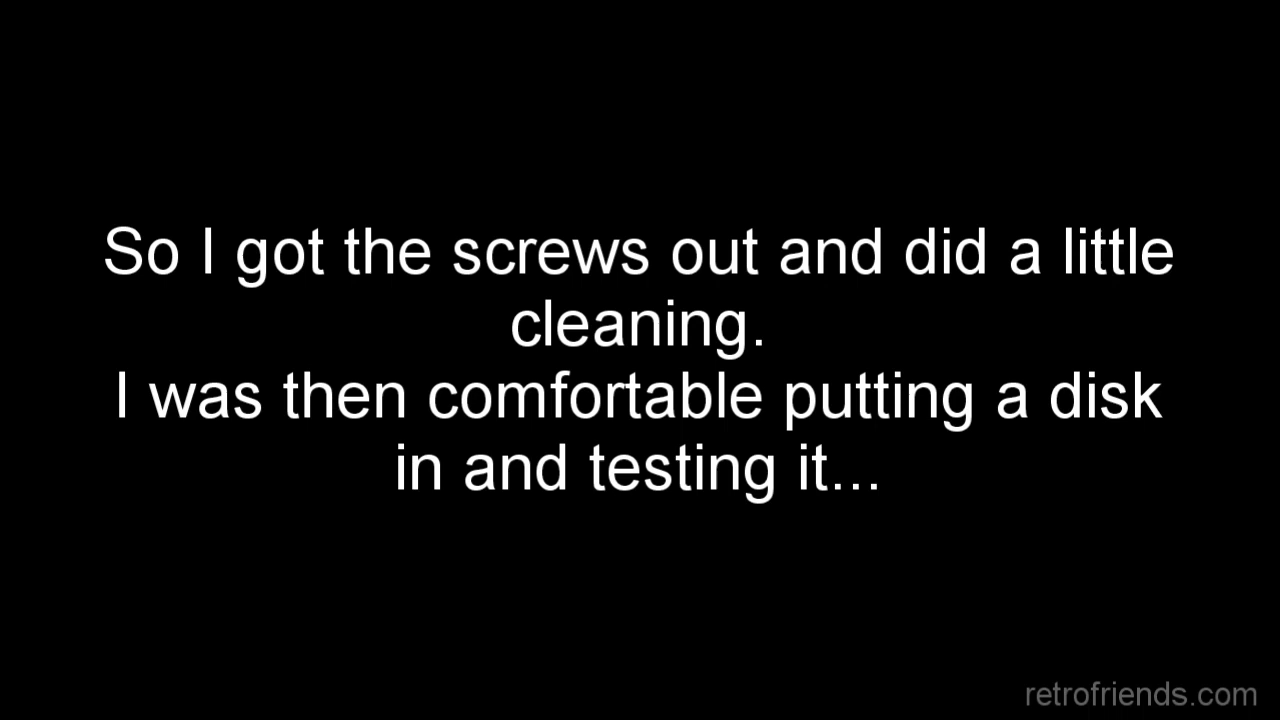 So I got the screws out and did a little
cleaning.
I was then comfortable putting a disk
in and testing it...
retrofriends.com